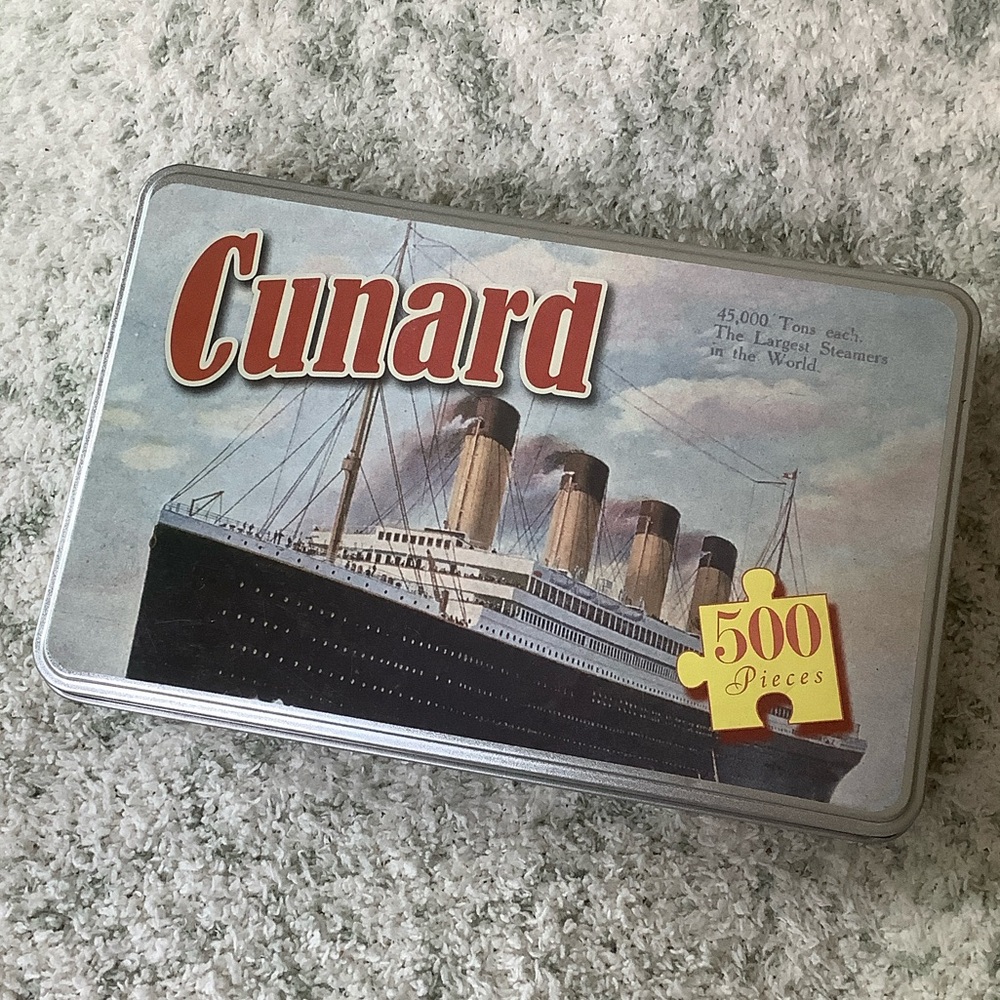 Cunard
45,000 Tons each.
The Largest Steamers
in the World.
500
Pieces